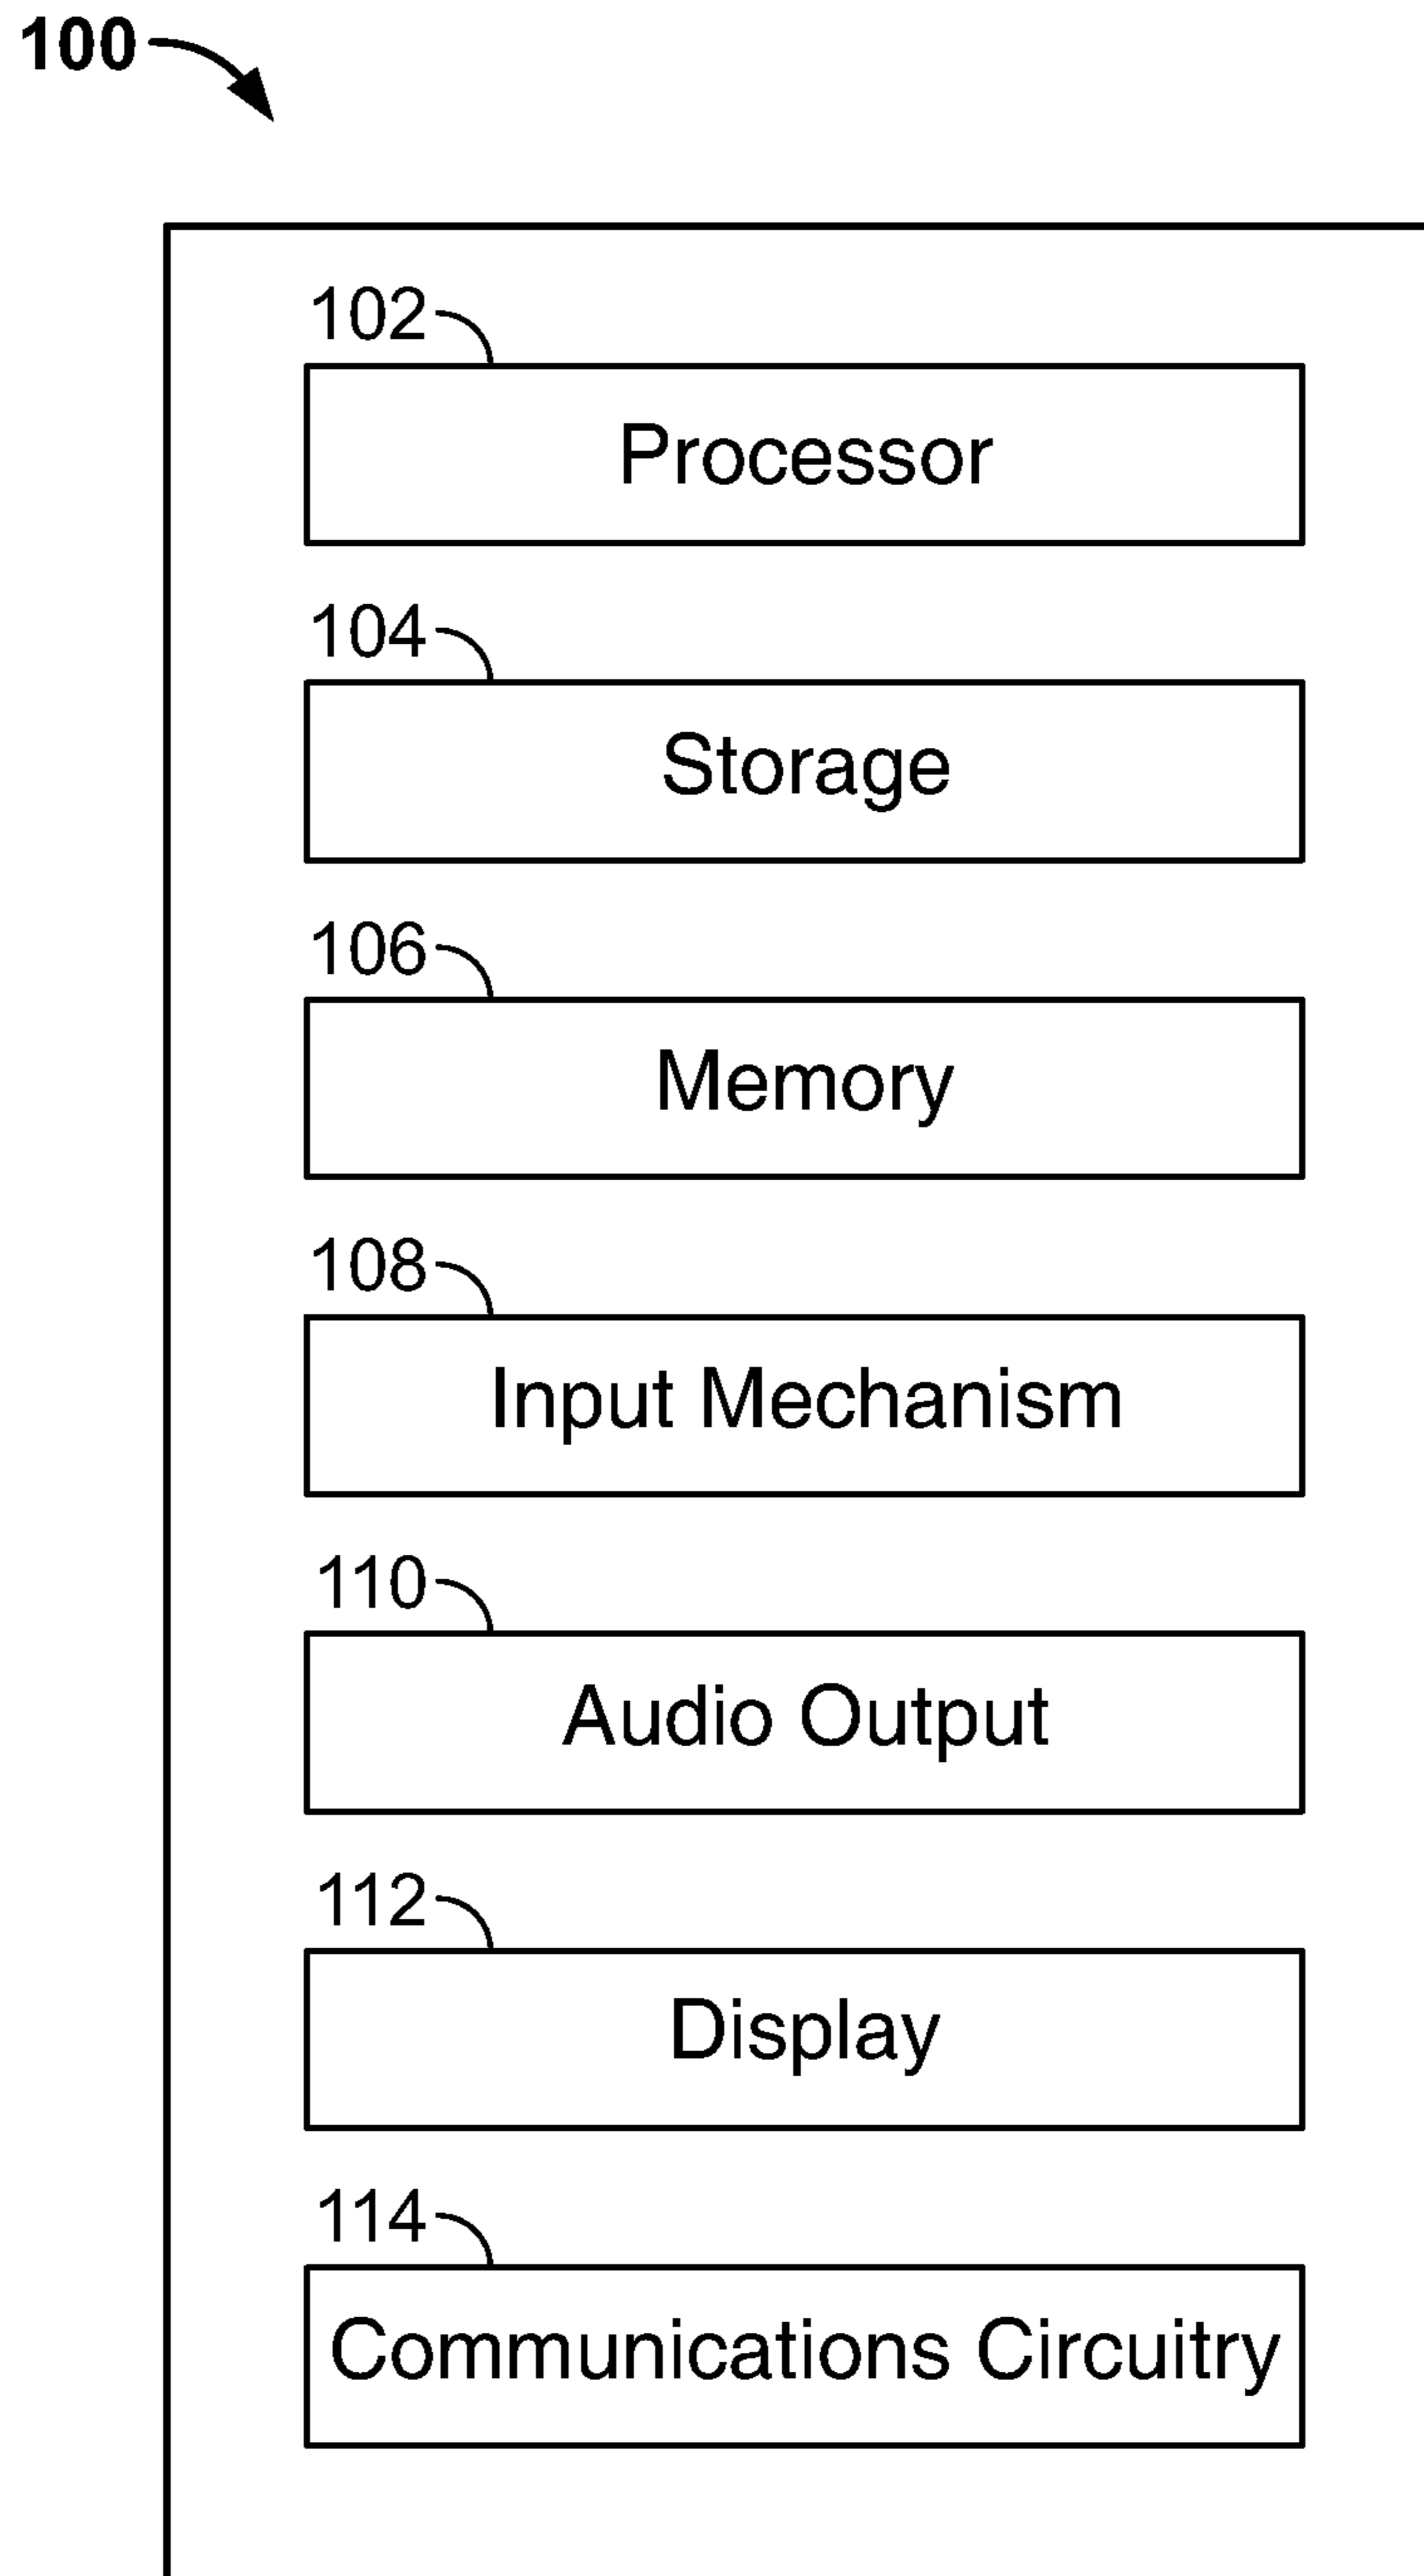 100
102
Processor
104
Storage
106
Memory
108
Input Mechanism
110
Audio Output
112
Display
114
Communications Circuitry